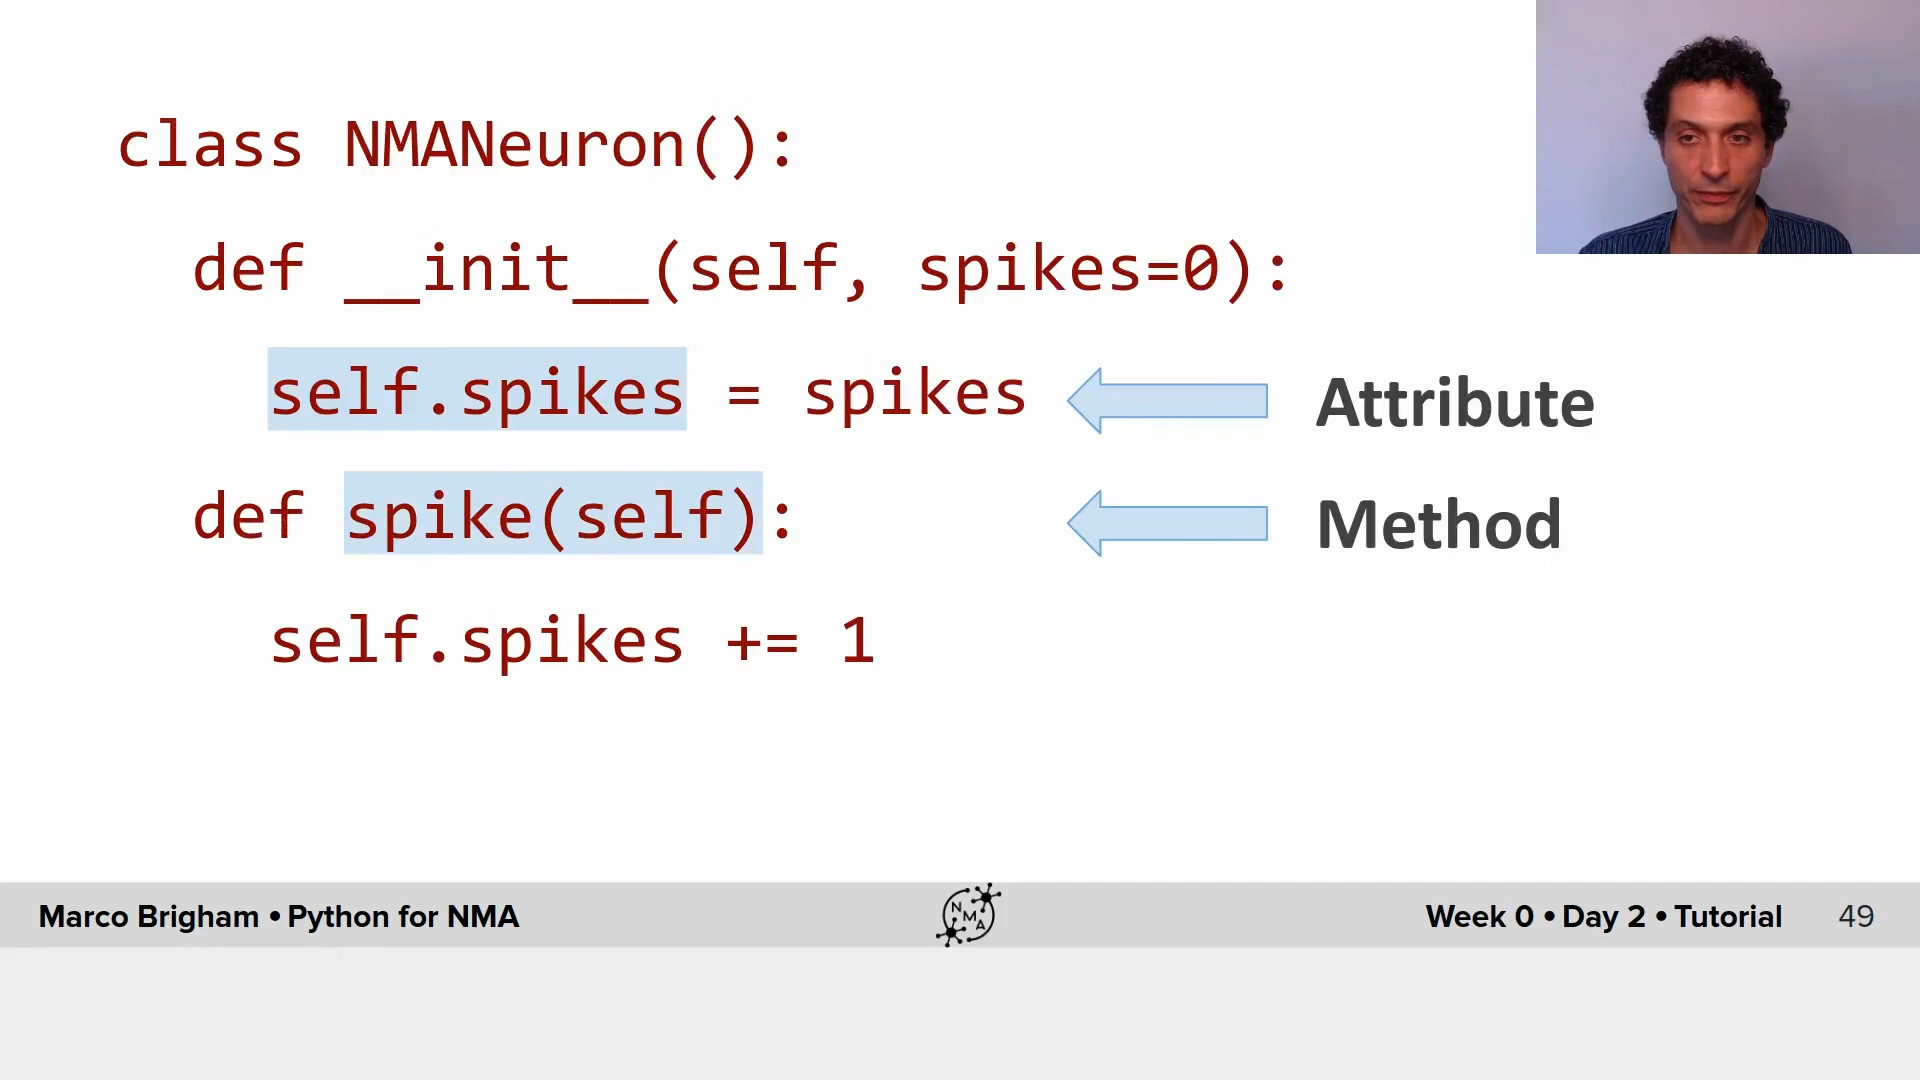 class NMANeuron():
def __init__(self, spikes=0):
self.spikes = spikes
Attribute
def spike(self):
Method
self.spikes += 1
Marco Brigham • Python for NMA
NMA
Week 0 • Day 2 • Tutorial
49